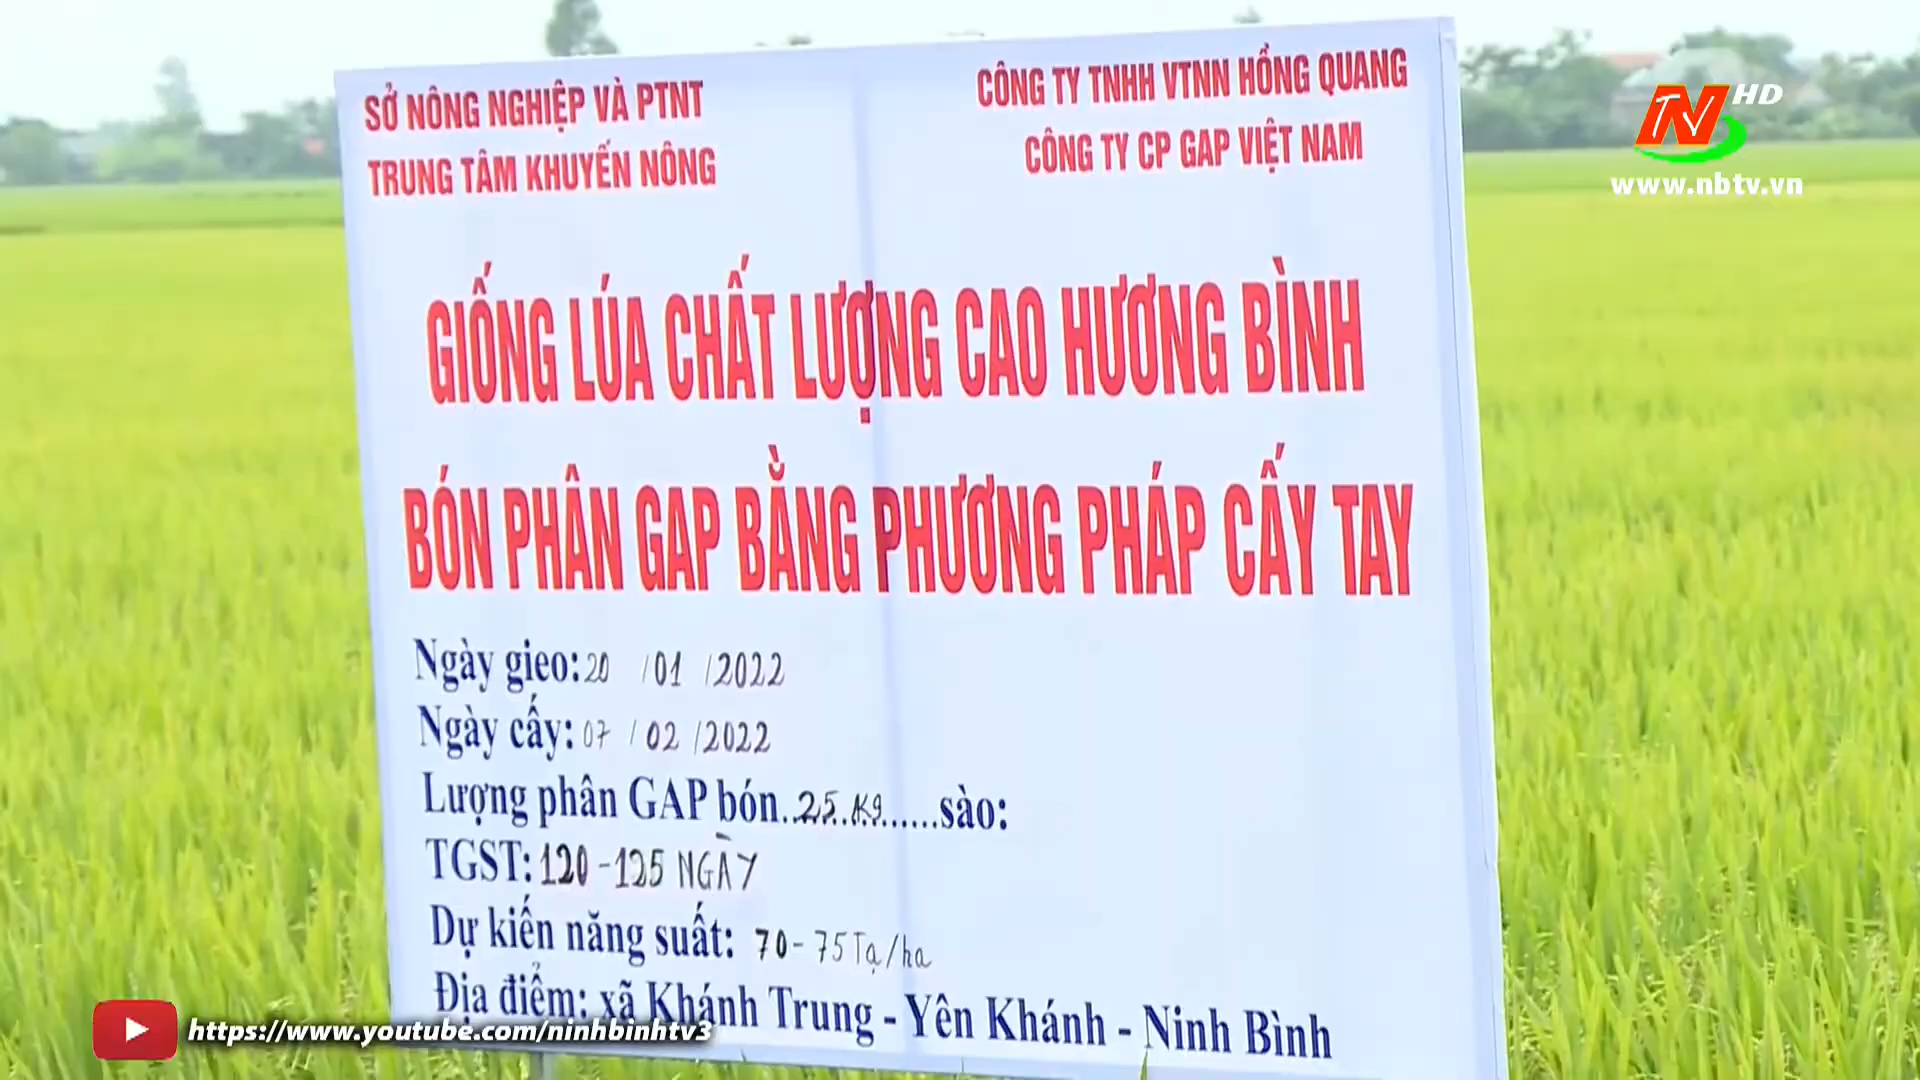 SỞ NÔNG NGHIỆP VÀ PTNT
TRUNG TÂM KHUYẾN NÔNG
CÔNG TY TNHH VTNN HỒNG QUANG
CÔNG TY CP GAP VIỆT NAM
TV HD
www.nbtv.vn
GIỐNG LÚA CHẤT LƯỢNG CAO HƯƠNG BÌNH
BÓN PHÂN GAP BẰNG PHƯƠNG PHÁP CẤY TAY
Ngày gieo: 20 /01 /2022
Ngày cấy: 07 / 02 /2022
Lượng phân GAP bón..25.Kg......sào:
TGST: 120 - 125 NGÀY
Dự kiến năng suất: 70 - 75 Tạ/ha
Địa điểm: xã Khánh Trung - Yên Khánh - Ninh Bình
https://www.youtube.com/ninhbinhtv3